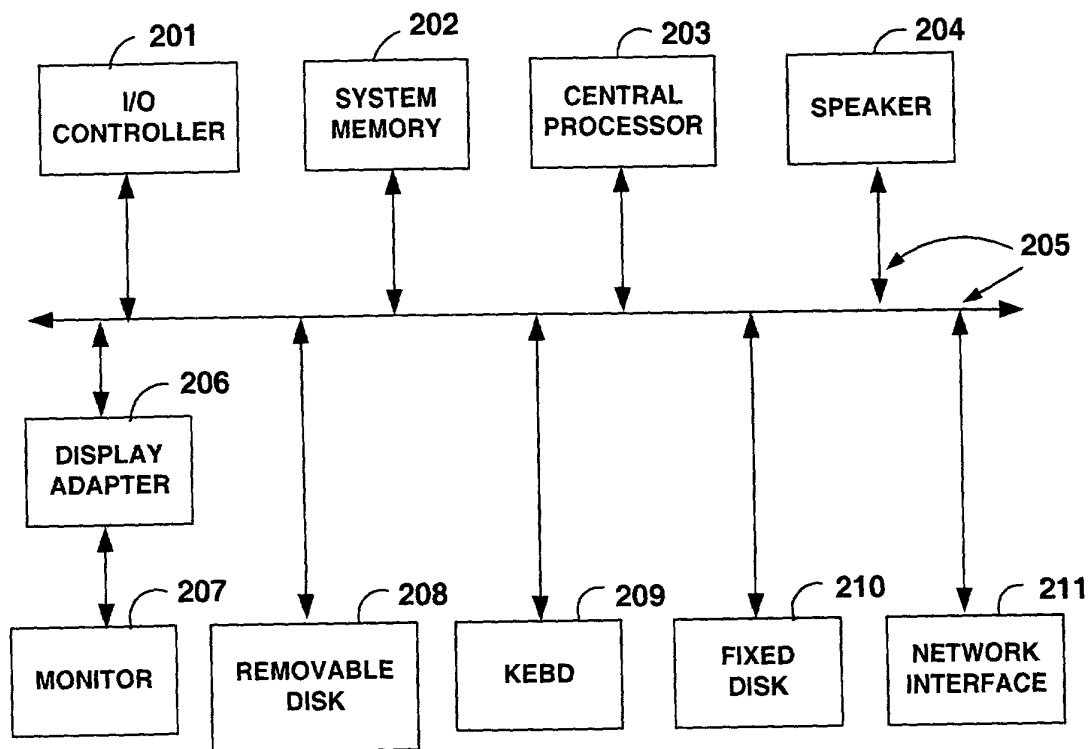 201
202
203
204
I/O
CONTROLLER
SYSTEM
MEMORY
CENTRAL
PROCESSOR
SPEAKER
205
206
DISPLAY
ADAPTER
207
208
209
210
211
MONITOR
REMOVABLE
DISK
KEBD
FIXED
DISK
NETWORK
INTERFACE